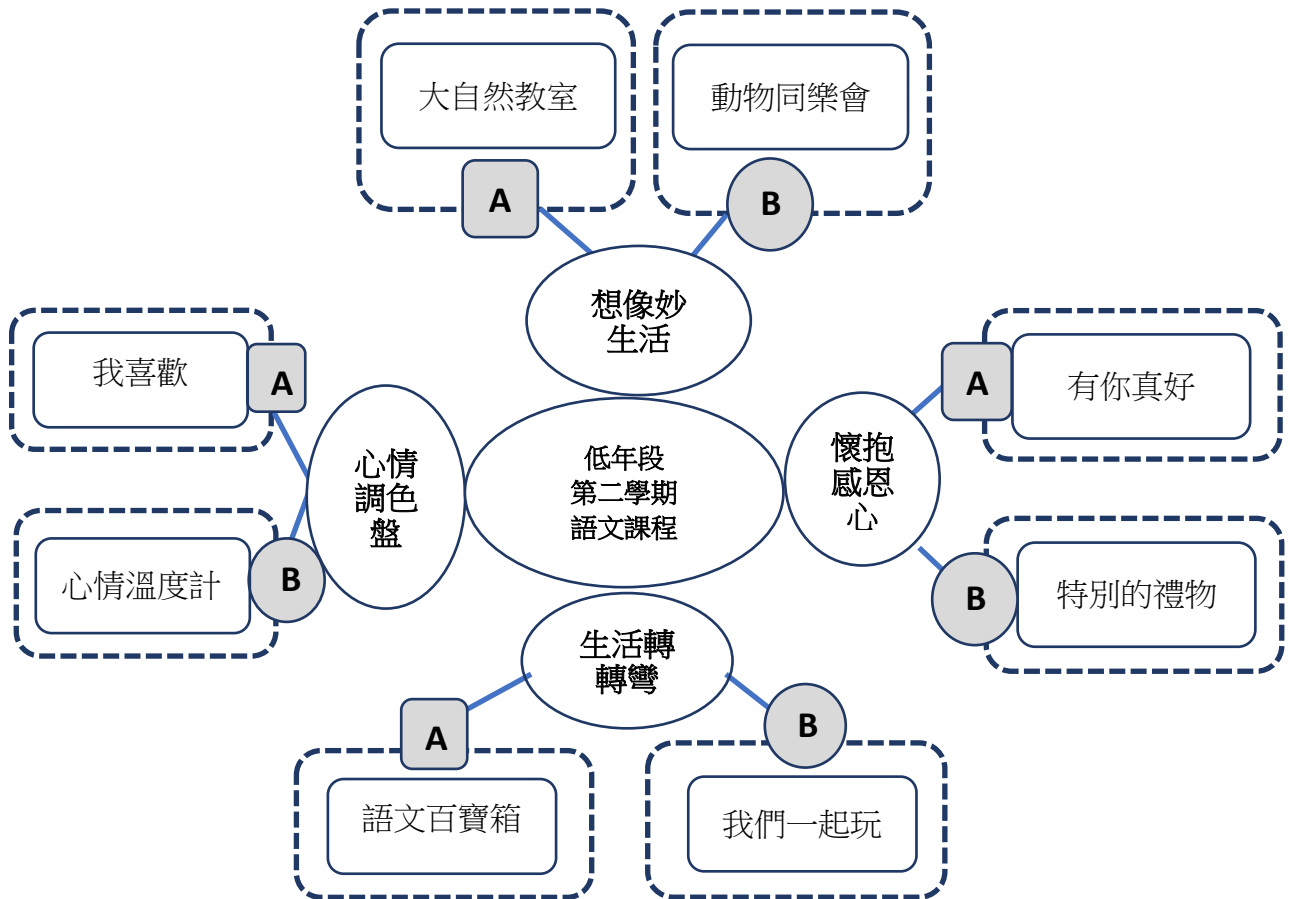 大自然教室
A
動物同樂會
B
想像妙
生活
我喜歡
A
心情
調色
盤
心情溫度計
B
低年段
第二學期
語文課程
懷抱
感恩
心
A
有你真好
B
特別的禮物
生活轉
轉彎
A
語文百寶箱
B
我們一起玩